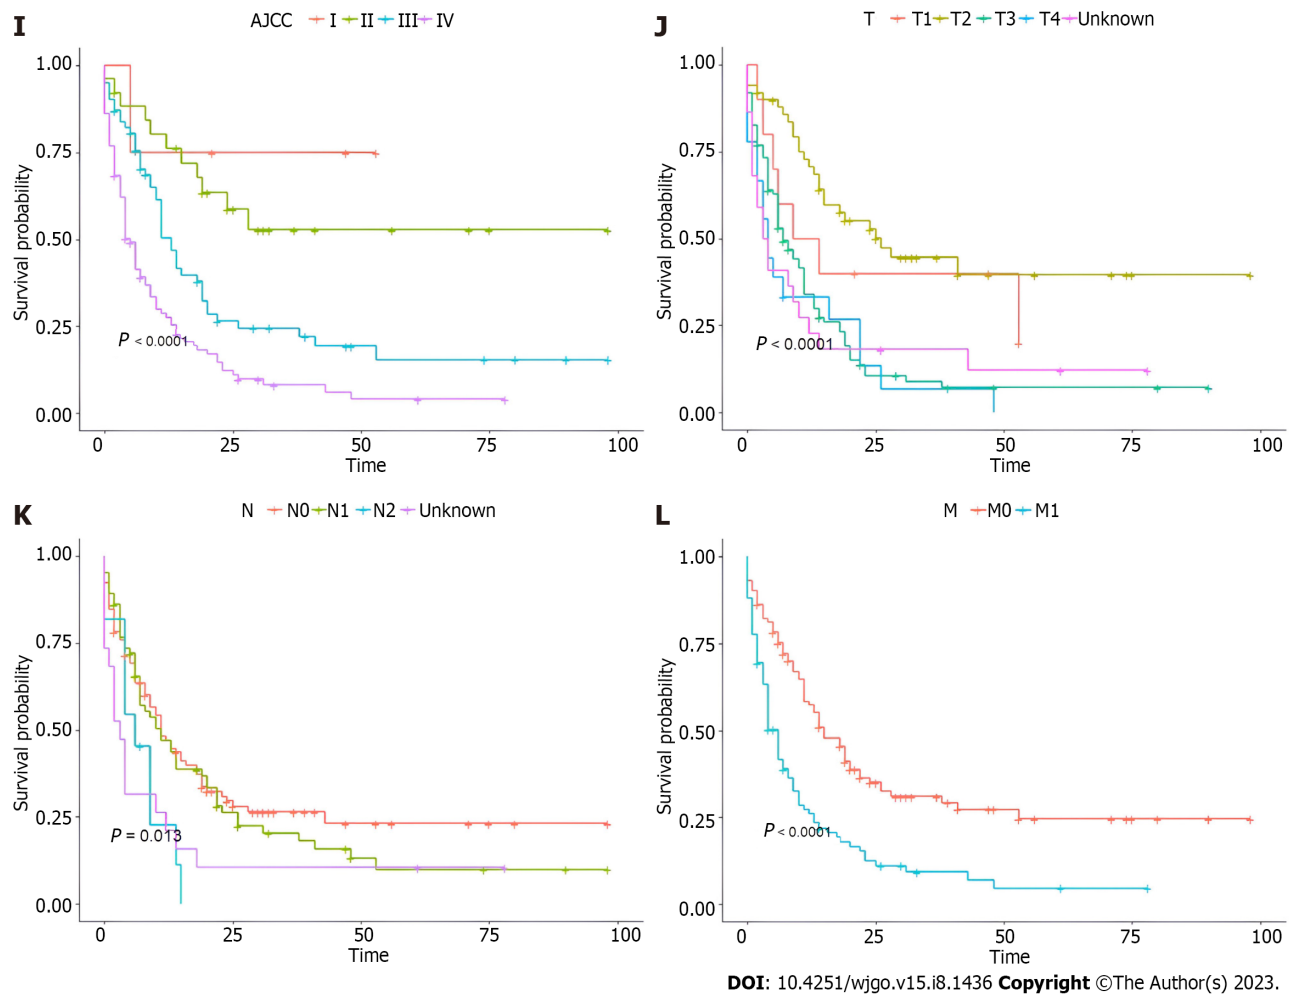 I
AJCC I II III IV
1.00
0.75
0.50
0.25
0.00
Survival probability
P < 0.0001
0 25 50 75 100
Time
J
T T1 T2 T3 T4 Unknown
1.00
0.75
0.50
0.25
0.00
Survival probability
P < 0.0001
0 25 50 75 100
Time
K
N N0 N1 N2 Unknown
1.00
0.75
0.50
0.25
0.00
Survival probability
P = 0.013
0 25 50 75 100
Time
L
M M0 M1
1.00
0.75
0.50
0.25
0.00
Survival probability
P < 0.0001
0 25 50 75 100
Time
DOI: 10.4251/wjgo.v15.i8.1436 Copyright ©The Author(s) 2023.